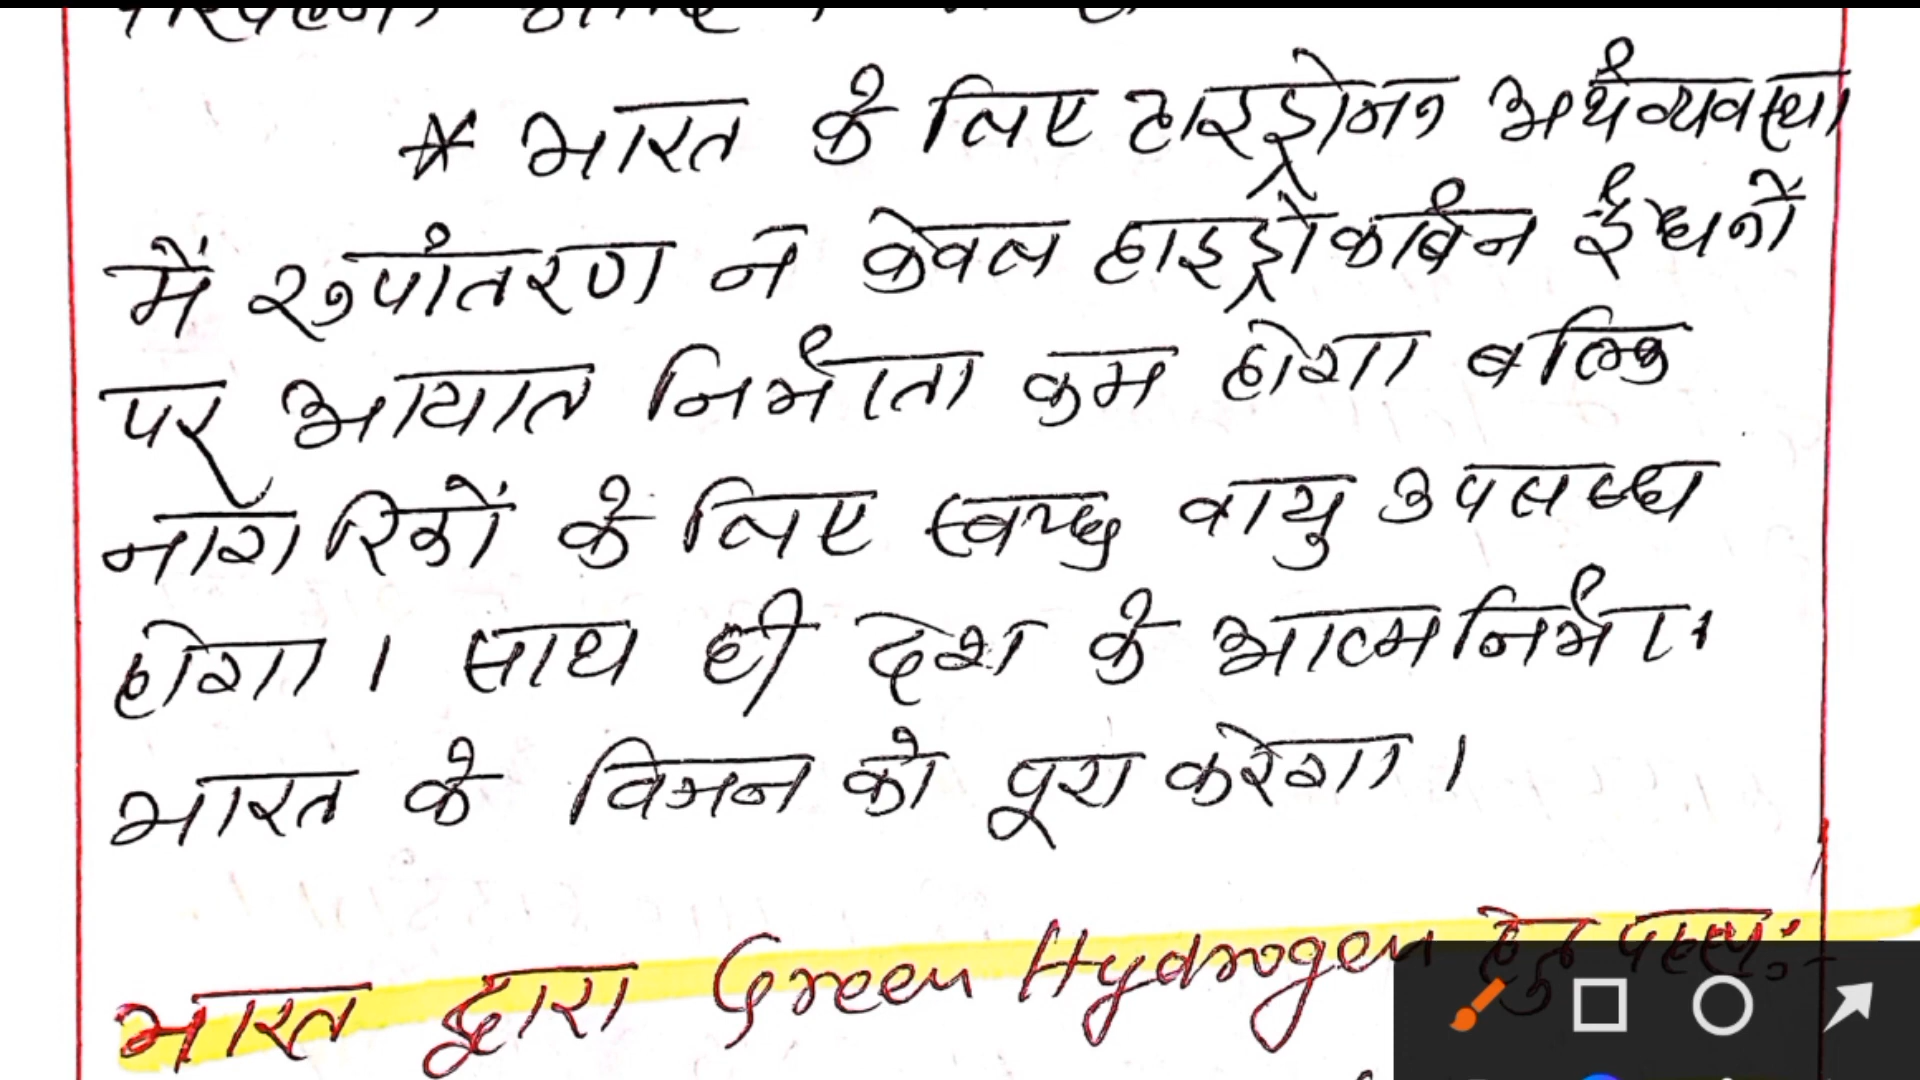 * भारत के लिए हाइड्रोजन अर्थव्यवस्था
में रुपांतरण न केवल हाइड्रोकार्बन ईंधनों
पर आयात निर्भरता कम होगा बल्कि
नागरिकों के लिए स्वच्छ वायु उपलब्ध
होगा। साथ ही देश के आत्मनिर्भर
भारत के विजन को पूरा करेगा।
भारत द्वारा Green Hydrogen हेतु पहल:-